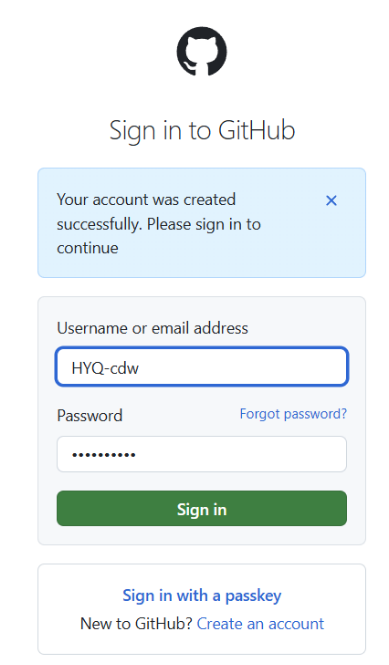 Sign in to GitHub
Your account was created
successfully. Please sign in to
continue
Username or email address
HYQ-cdw
Password
Forgot password?
••••••••••
Sign in
Sign in with a passkey
New to GitHub? Create an account